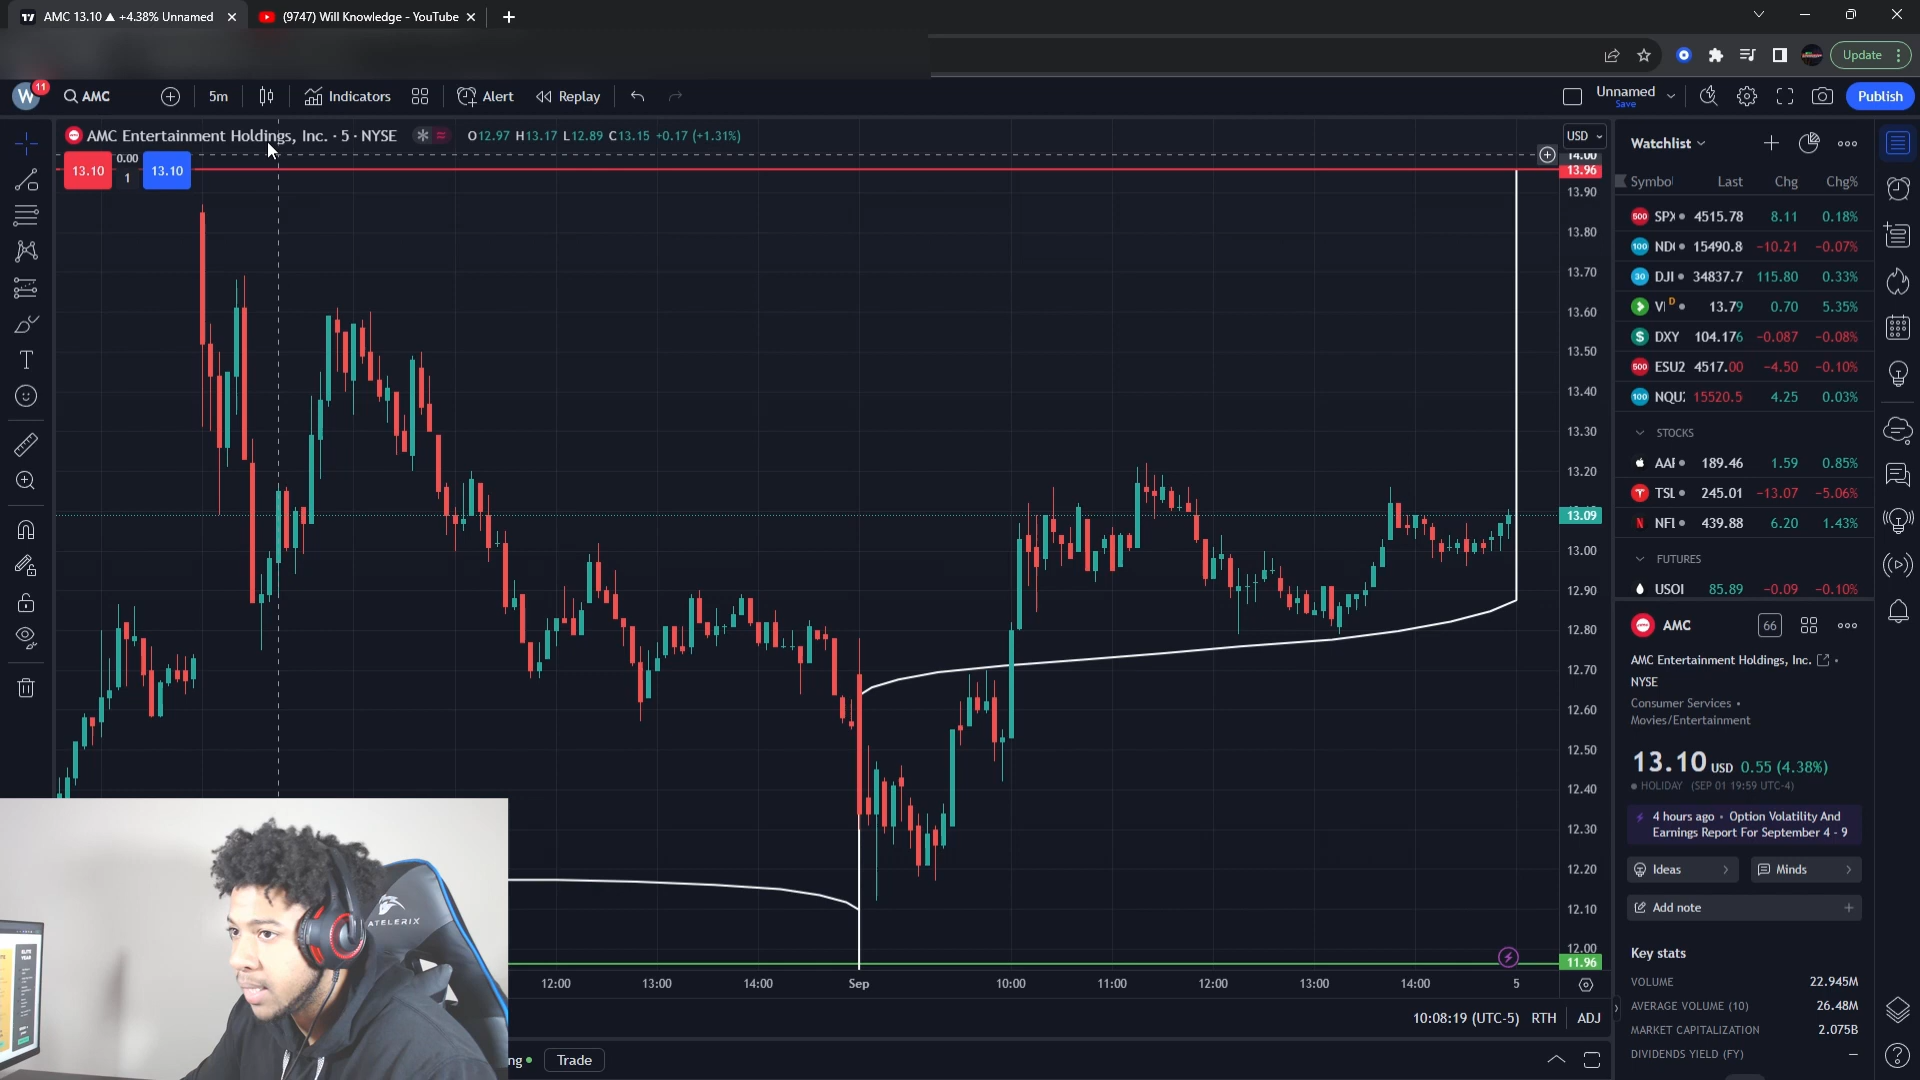 AMC 13.10 ▲ +4.38% Unnamed
(9747) Will Knowledge - YouTube
Update
W
11
AMC
5m
Indicators
Alert
Replay
Unnamed
Save
Publish
AMC Entertainment Holdings, Inc. · 5 · NYSE
O12.97 H13.17 L12.89 C13.15 +0.17 (+1.31%)
13.10
0.00
1
13.10
USD
14.00
13.96
13.90
13.80
13.70
13.60
13.50
13.40
13.30
13.20
13.09
13.00
12.90
12.80
12.70
12.60
12.50
12.40
12.30
12.20
12.10
12.00
11.96
12:00
13:00
14:00
Sep
10:00
11:00
12:00
13:00
14:00
5
10:08:19 (UTC-5)
RTH
ADJ
ng
Trade
ATELERIX
Watchlist
Symbol Last Chg Chg%
500 SPX 4515.78 8.11 0.18%
100 ND 15490.8 -10.21 -0.07%
30 DJI 34837.7 115.80 0.33%
VI D 13.79 0.70 5.35%
$ DXY 104.176 -0.087 -0.08%
500 ESU2 4517.00 -4.50 -0.10%
100 NQU 15520.5 4.25 0.03%
STOCKS
AAF 189.46 1.59 0.85%
TSL 245.01 -13.07 -5.06%
N NFL 439.88 6.20 1.43%
FUTURES
USOI 85.89 -0.09 -0.10%
AMC
66
AMC Entertainment Holdings, Inc.
NYSE
Consumer Services •
Movies/Entertainment
13.10 USD 0.55 (4.38%)
HOLIDAY (SEP 01 19:59 UTC-4)
4 hours ago • Option Volatility And
Earnings Report For September 4 - 9
Ideas
Minds
Add note
Key stats
VOLUME 22.945M
AVERAGE VOLUME (10) 26.48M
MARKET CAPITALIZATION 2.075B
DIVIDENDS YIELD (FY) —